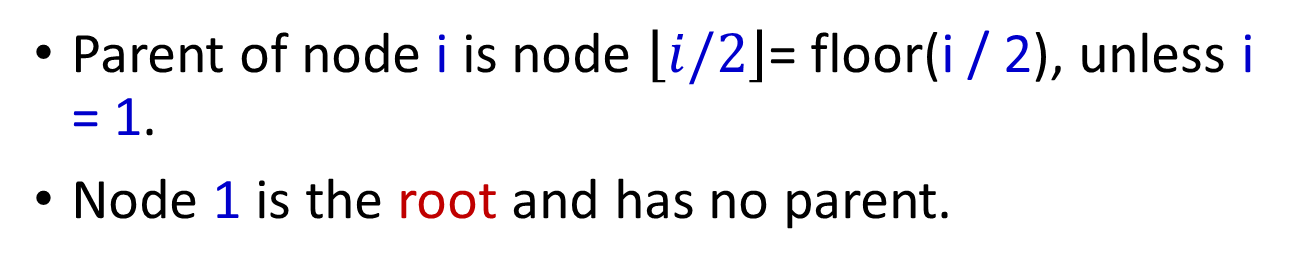 • Parent of node i is node ⌊i/2⌋= floor(i / 2), unless i
= 1.
• Node 1 is the root and has no parent.